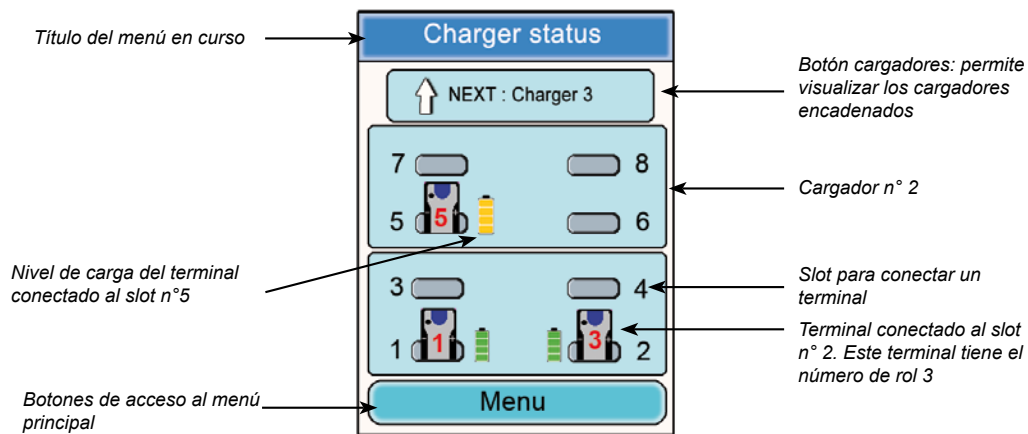 Título del menú en curso
Charger status
NEXT : Charger 3
Botón cargadores: permite
visualizar los cargadores
encadenados
7
8
5
5
6
Cargador n° 2
Nivel de carga del terminal
conectado al slot n°5
3
4
Slot para conectar un
terminal
1
1
3
2
Terminal conectado al slot
n° 2. Este terminal tiene el
número de rol 3
Botones de acceso al menú
principal
Menu